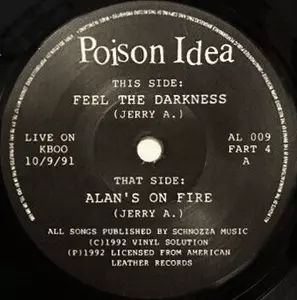 Poison Idea
THIS SIDE:
FEEL THE DARKNESS
(JERRY A.)
LIVE ON
KBOO
10/9/91
AL 009
FART 4
A
THAT SIDE:
ALAN'S ON FIRE
(JERRY A.)
ALL SONGS PUBLISHED BY SCHNOZZA MUSIC
(C)1992 VINYL SOLUTION
(P)1992 LICENSED FROM AMERICAN
LEATHER RECORDS